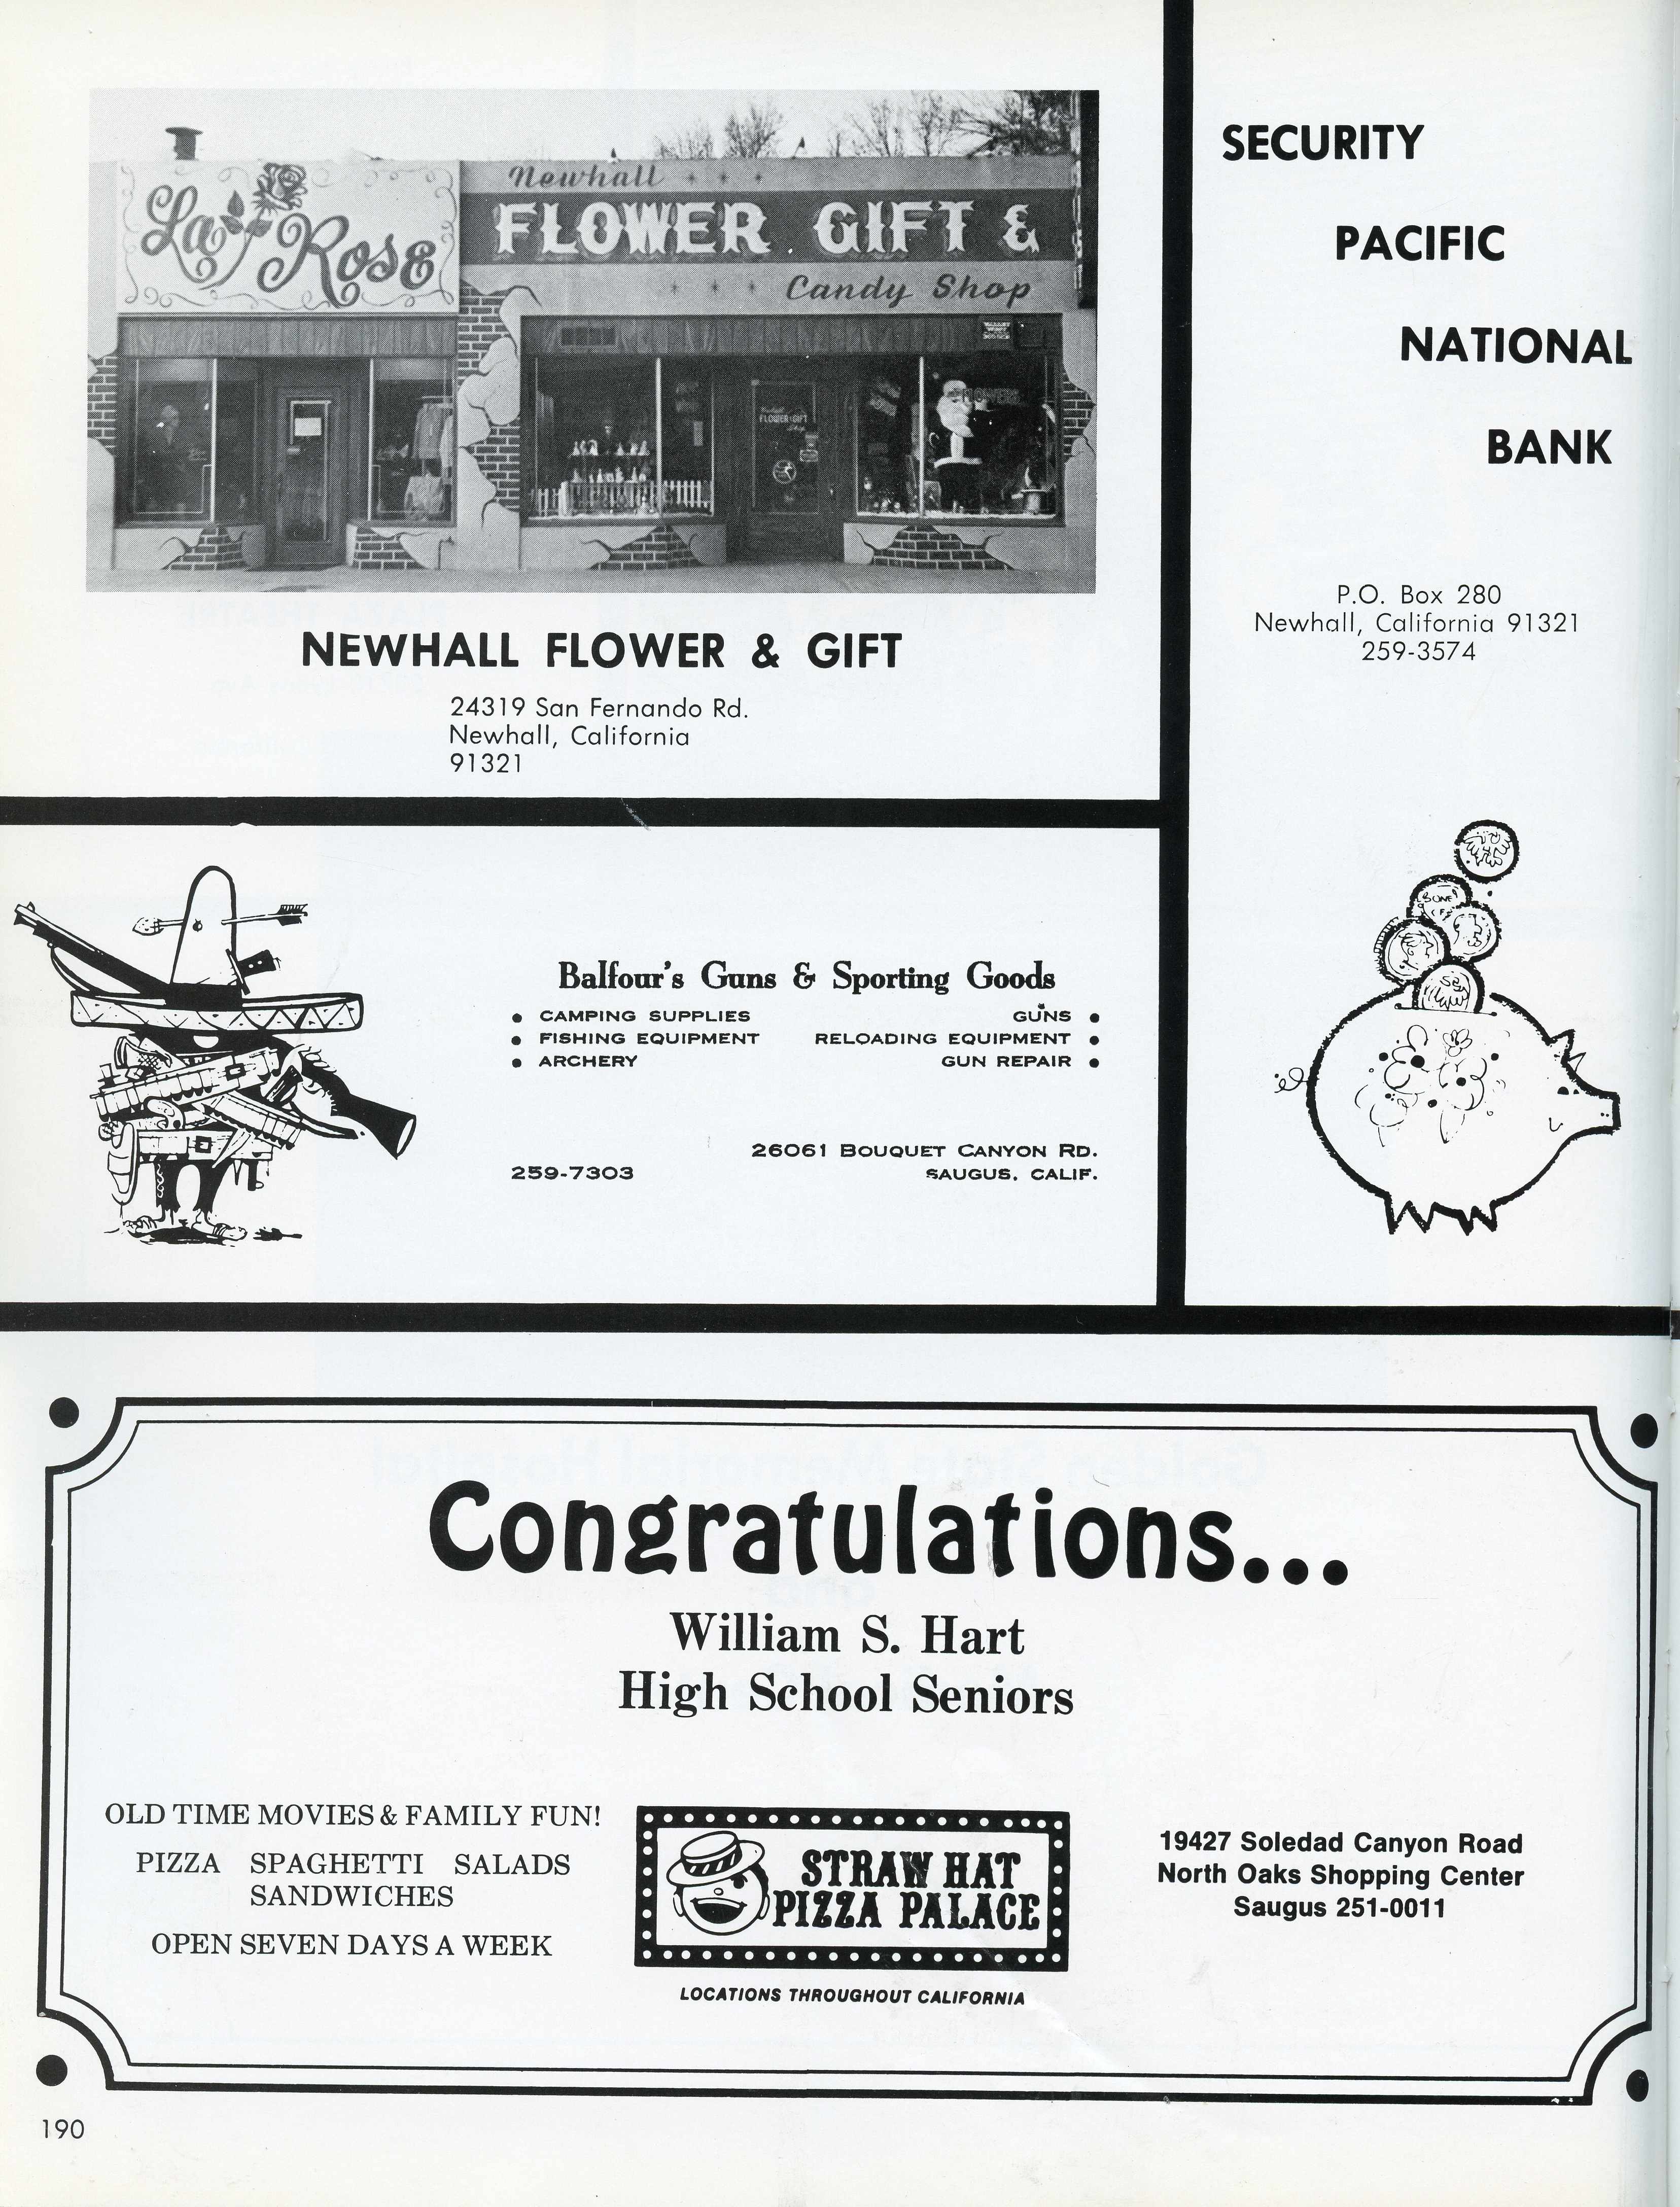 La Rose
Newhall
FLOWER GIFT &
Candy Shop
FLOWERS
FLOWER & GIFT
NEWHALL FLOWER & GIFT
24319 San Fernando Rd.
Newhall, California
91321
SECURITY
PACIFIC
NATIONAL
BANK
P.O. Box 280
Newhall, California 91321
259-3574
Balfour's Guns & Sporting Goods
• CAMPING SUPPLIES
• FISHING EQUIPMENT
• ARCHERY
GUNS •
RELOADING EQUIPMENT •
GUN REPAIR •
26061 BOUQUET CANYON RD.
259-7303
SAUGUS, CALIF.
Congratulations...
William S. Hart
High School Seniors
OLD TIME MOVIES & FAMILY FUN!
PIZZA SPAGHETTI SALADS
SANDWICHES
OPEN SEVEN DAYS A WEEK
STRAW HAT
PIZZA PALACE
LOCATIONS THROUGHOUT CALIFORNIA
19427 Soledad Canyon Road
North Oaks Shopping Center
Saugus 251-0011
190